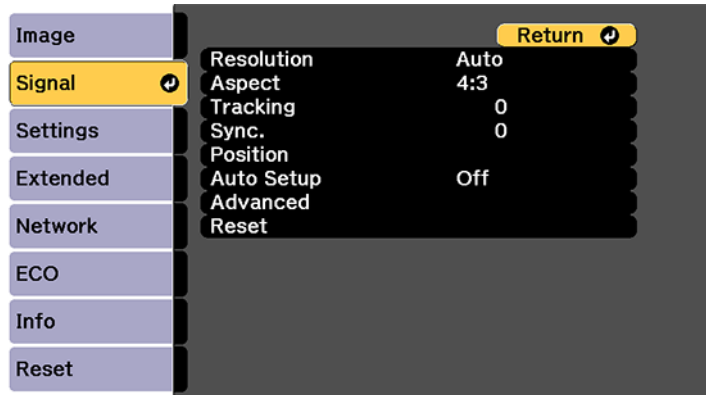 Image
Signal
Settings
Extended
Network
ECO
Info
Reset
Return
Resolution Auto
Aspect 4:3
Tracking 0
Sync. 0
Position
Auto Setup Off
Advanced
Reset